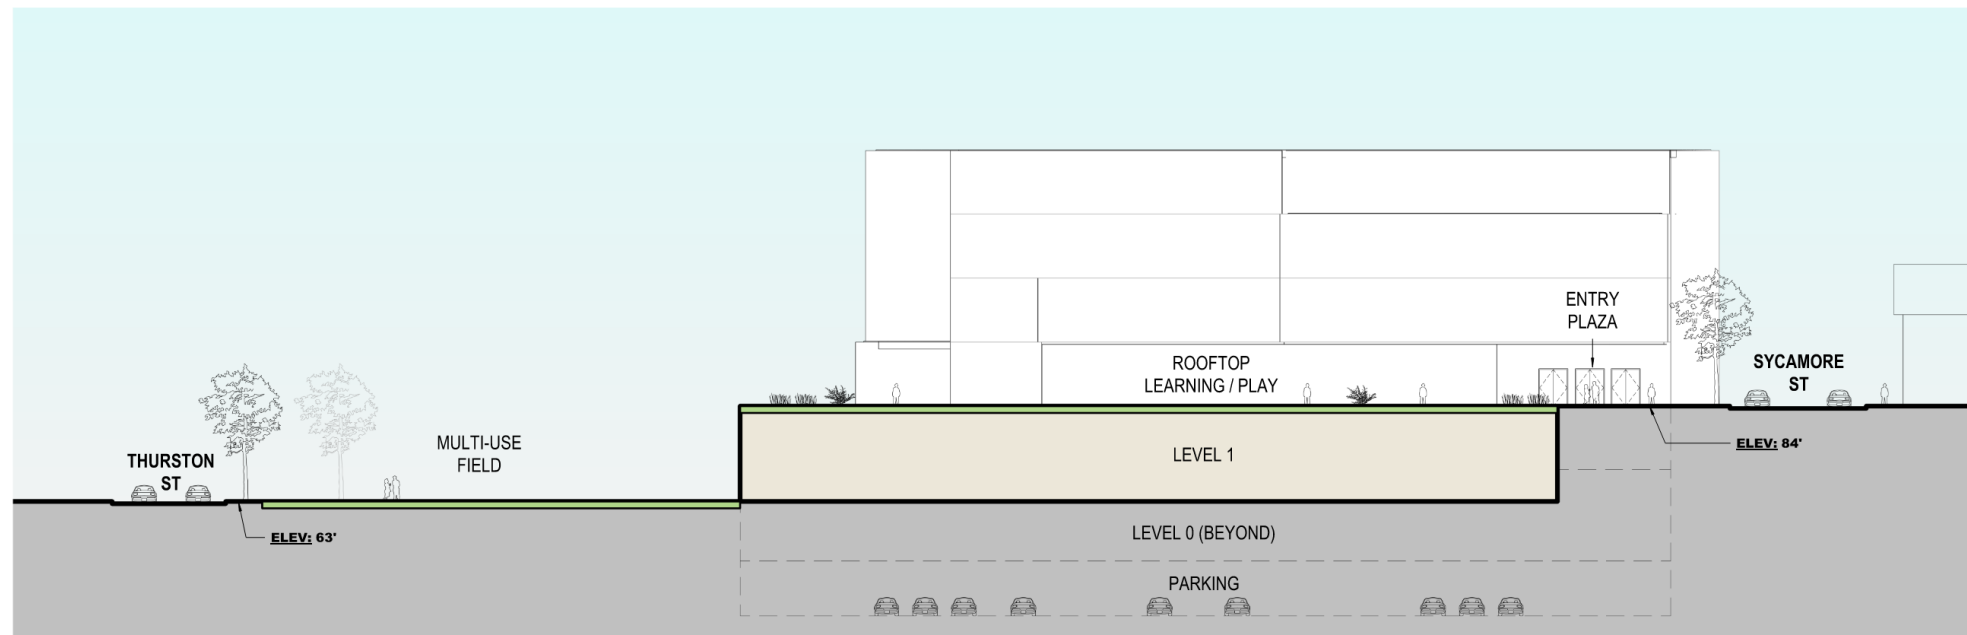 ENTRY
PLAZA
ROOFTOP
LEARNING / PLAY
SYCAMORE
ST
MULTI-USE
FIELD
THURSTON
ST
LEVEL 1
ELEV: 84'
ELEV: 63'
LEVEL 0 (BEYOND)
PARKING